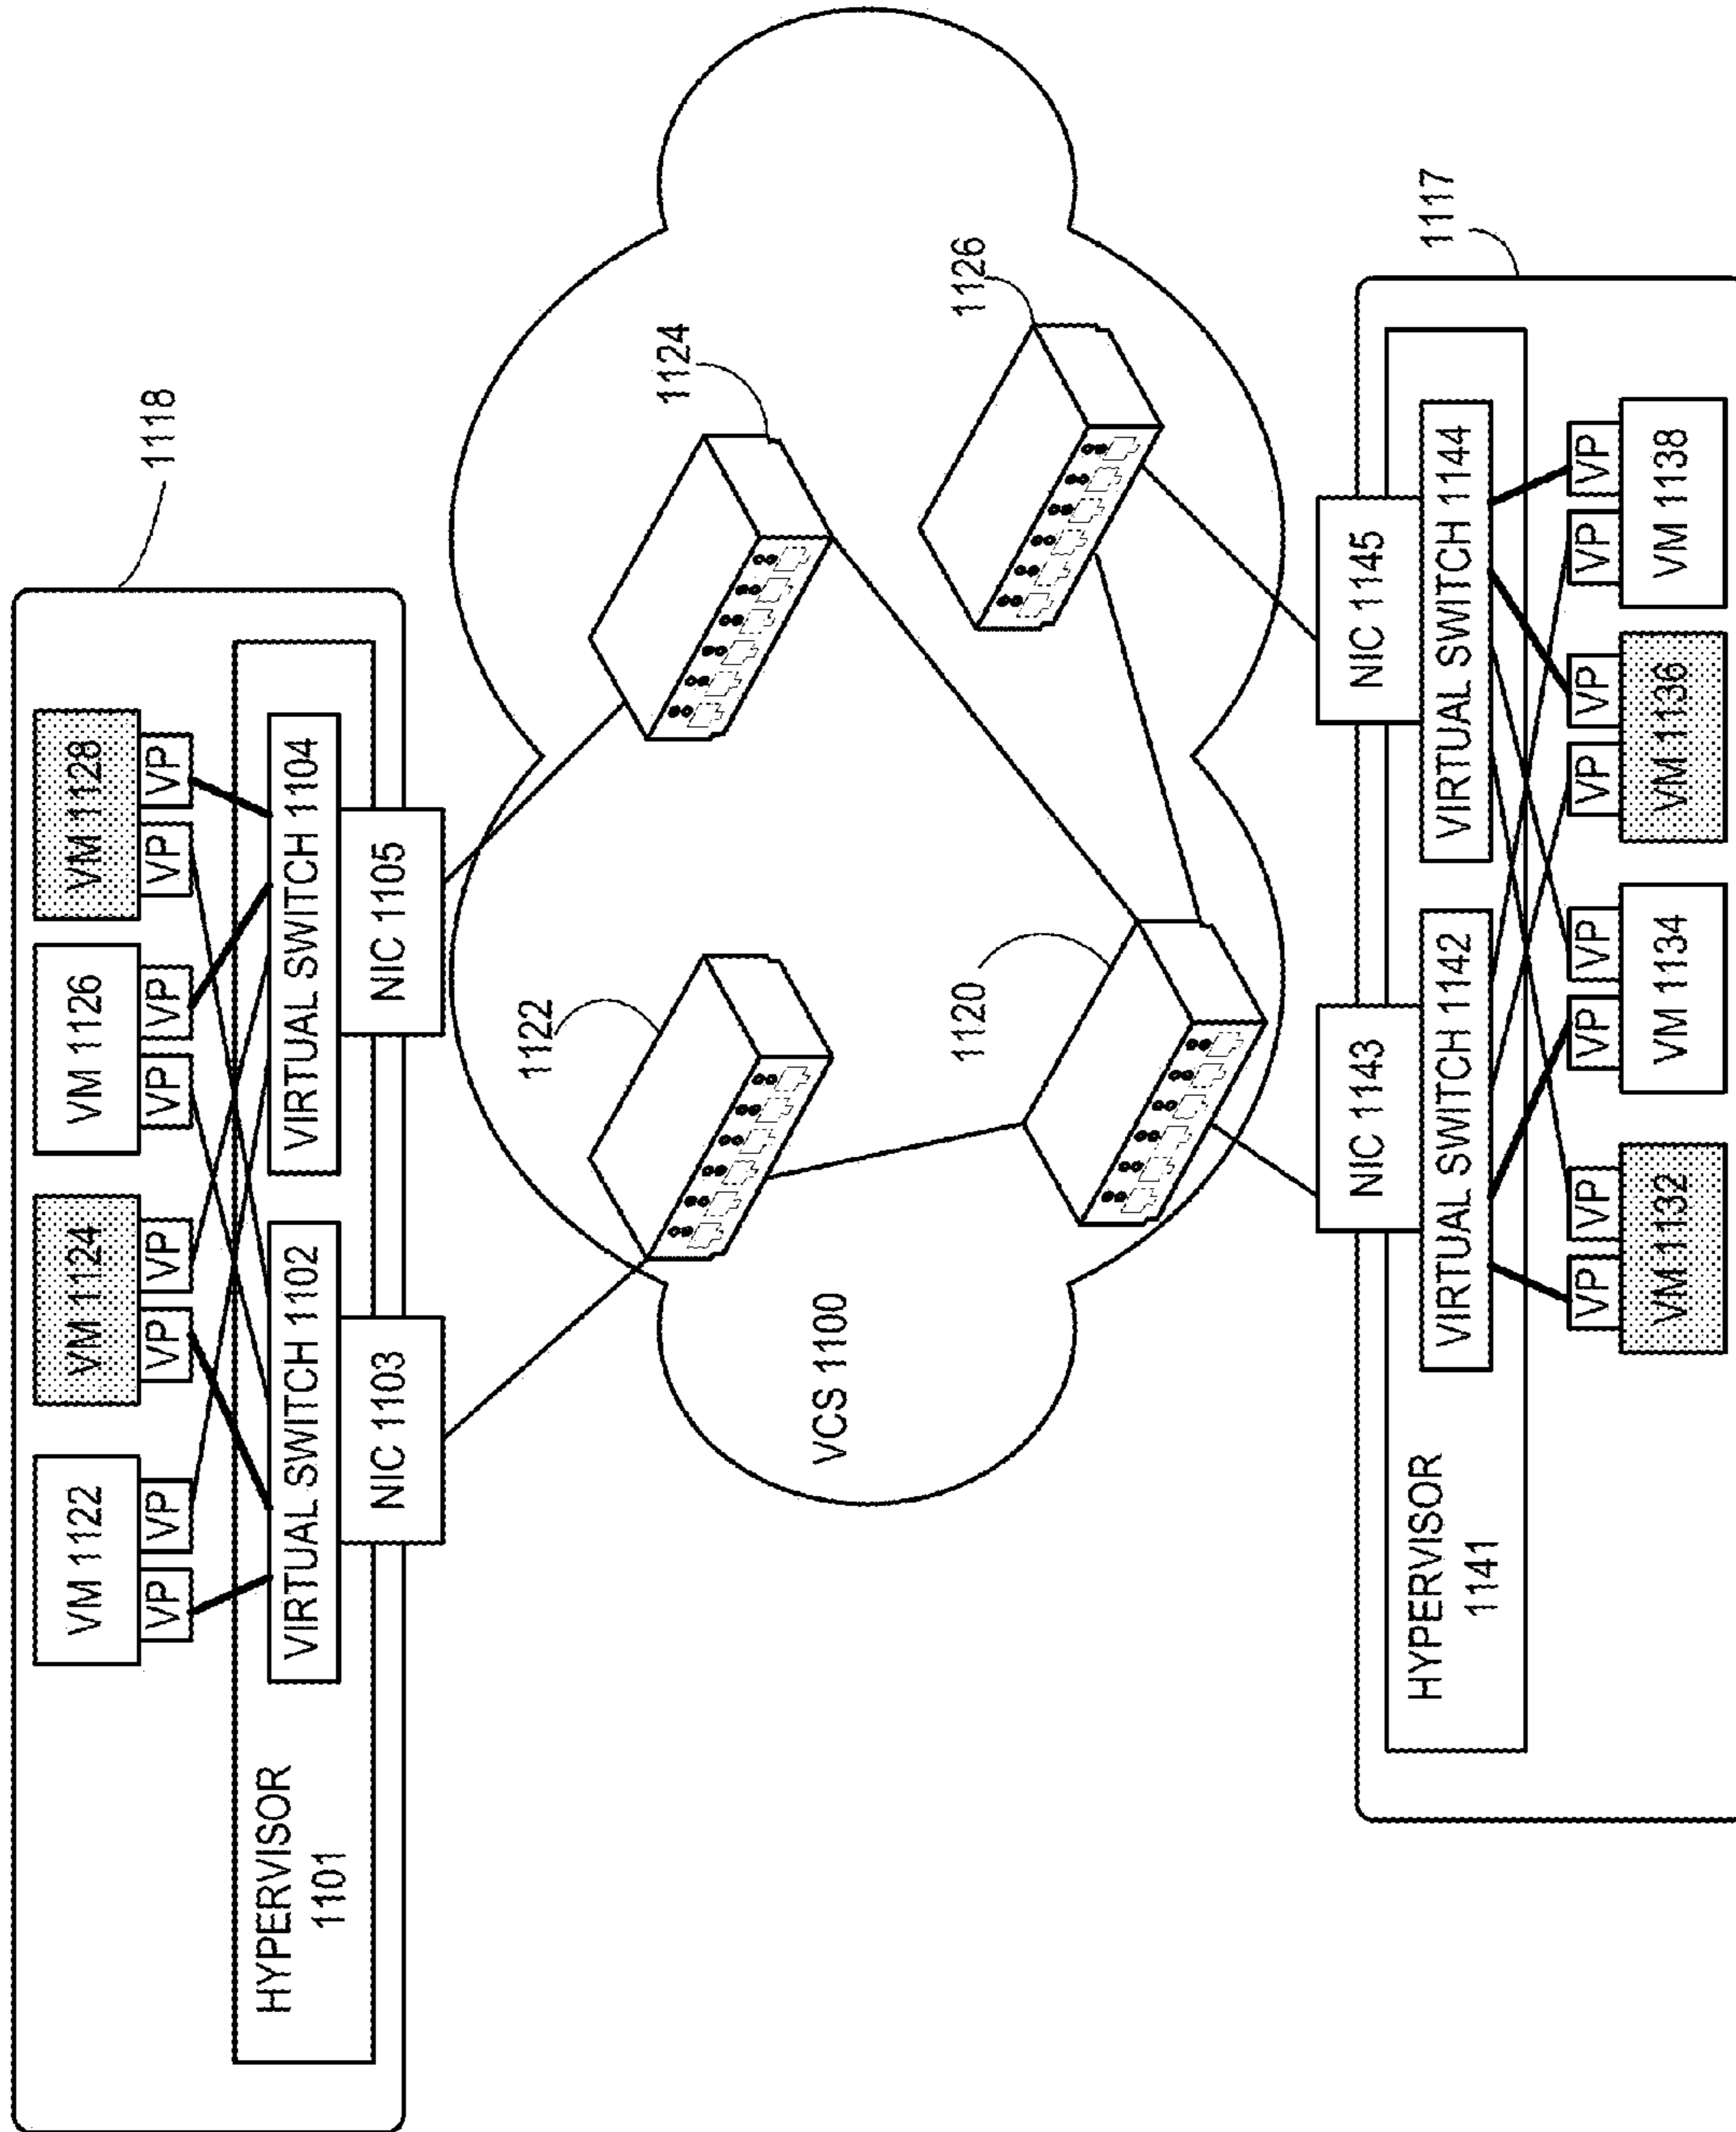 1118
VM 1122
VM 1124
VM 1126
VM 1128
VP
VP
VP
VP
VP
VP
VP
VP
HYPERVISOR
1101
VIRTUAL SWITCH 1102
VIRTUAL SWITCH 1104
NIC 1103
NIC 1105
1122
1124
VCS 1100
1120
1126
1117
NIC 1143
NIC 1145
HYPERVISOR
1141
VIRTUAL SWITCH 1142
VIRTUAL SWITCH 1144
VP
VP
VP
VP
VP
VP
VP
VP
VM 1132
VM 1134
VM 1136
VM 1138